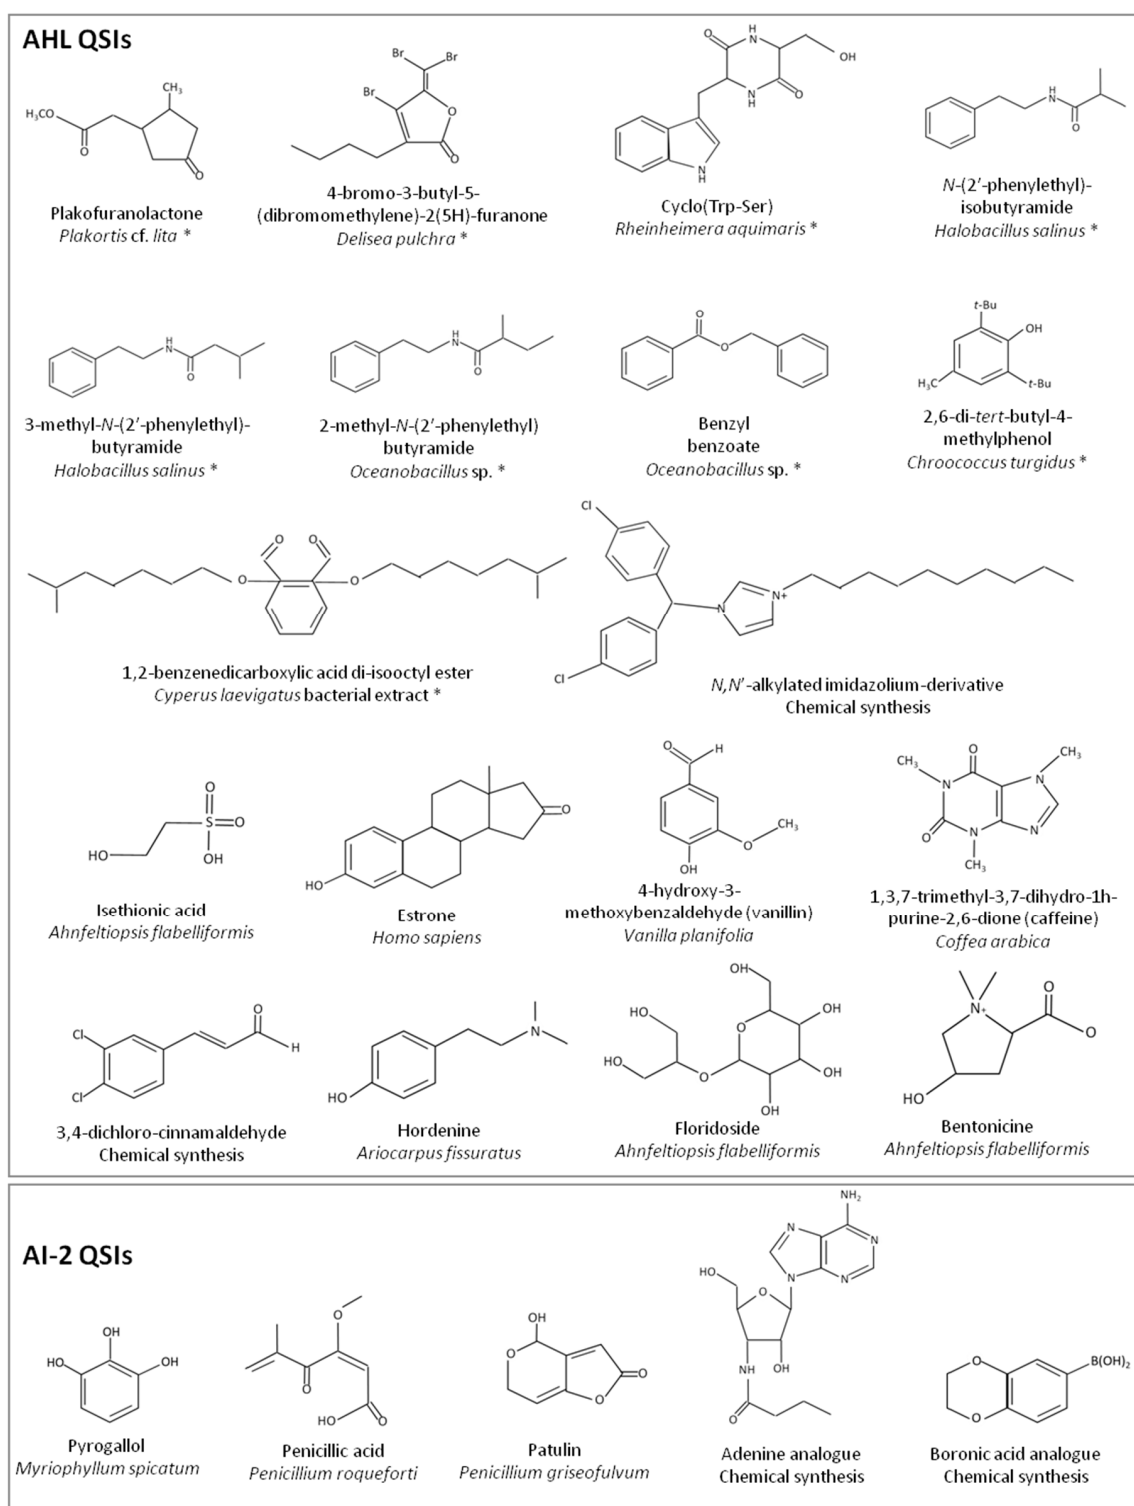 AHL QSIs
CH3
H3CO
O
O
Plakofuranolactone
Plakortis cf. lita *
Br
Br
Br
O
O
4-bromo-3-butyl-5-
(dibromomethylene)-2(5H)-furanone
Delisea pulchra *
O
H
N
OH
N
H
O
N
H
Cyclo(Trp-Ser)
Rheinheimera aquimaris *
H
N
O
N-(2′-phenylethyl)-
isobutyramide
Halobacillus salinus *
H
N
O
3-methyl-N-(2′-phenylethyl)-
butyramide
Halobacillus salinus *
H
N
O
2-methyl-N-(2′-phenylethyl)
butyramide
Oceanobacillus sp. *
O
O
Benzyl
benzoate
Oceanobacillus sp. *
t-Bu
OH
H3C
t-Bu
2,6-di-tert-butyl-4-
methylphenol
Chroococcus turgidus *
O O
O O
1,2-benzenedicarboxylic acid di-isooctyl ester
Cyperus laevigatus bacterial extract *
Cl
N
N+
Cl
N,N′-alkylated imidazolium-derivative
Chemical synthesis
O
S
O
HO
OH
Isethionic acid
Ahnfeltiopsis flabelliformis
O
HO
Estrone
Homo sapiens
O
H
CH3
O
OH
4-hydroxy-3-
methoxybenzaldehyde (vanillin)
Vanilla planifolia
O
CH3
CH3
N
N
O
N
N
CH3
1,3,7-trimethyl-3,7-dihydro-1h-
purine-2,6-dione (caffeine)
Coffea arabica
O
Cl
H
Cl
3,4-dichloro-cinnamaldehyde
Chemical synthesis
N
HO
Hordenine
Ariocarpus fissuratus
OH
HO
OH
O
HO
O
OH
OH
Floridoside
Ahnfeltiopsis flabelliformis
N+
O
O
HO
Bentonicine
Ahnfeltiopsis flabelliformis
AI-2 QSIs
OH
HO
OH
Pyrogallol
Myriophyllum spicatum
O
O
HO
O
Penicillic acid
Penicillium roqueforti
OH
O
O
O
Patulin
Penicillium griseofulvum
NH2
N
N
HO
N
N
O
NH
OH
O
Adenine analogue
Chemical synthesis
O
B(OH)2
O
Boronic acid analogue
Chemical synthesis